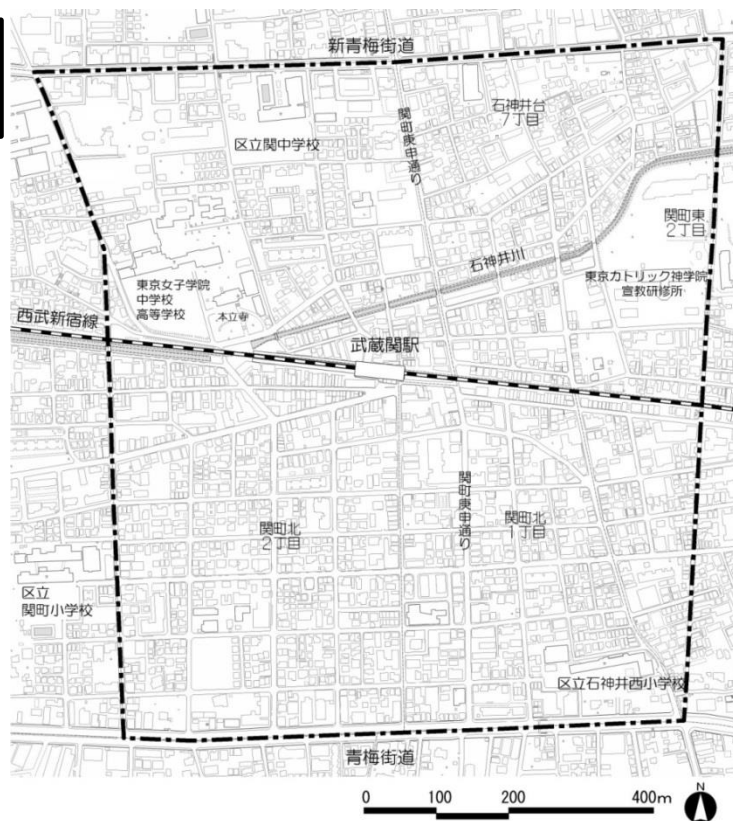 新青梅街道
石神井台
7丁目
区立関中学校
関町庚申通り
関町東
2丁目
石神井川
東京カトリック神学院
宣教研修所
東京女子学院
中学校
高等学校
本立寺
西武新宿線
武蔵関駅
関町庚申通り
関町北
2丁目
関町北
1丁目
区立
関町小学校
区立石神井西小学校
青梅街道
0 100 200 400m
N